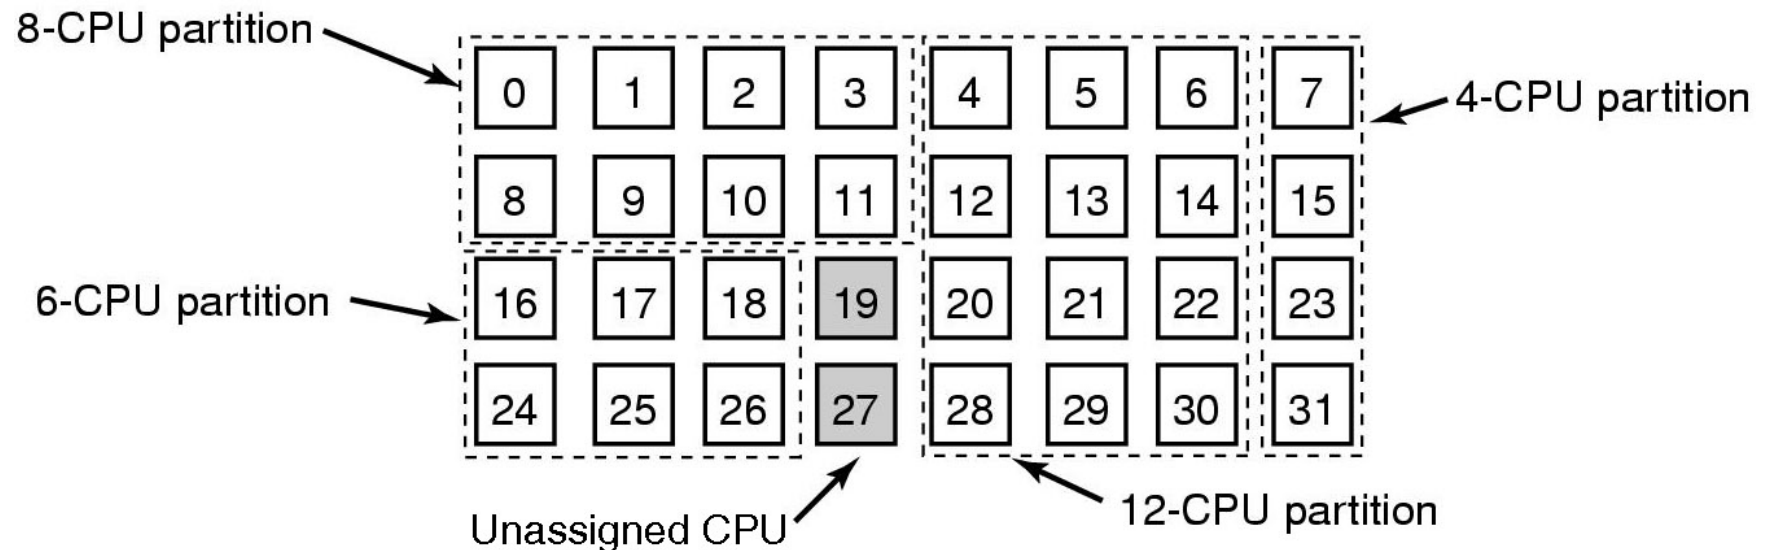 8-CPU partition
0 1 2 3 4 5 6 7
4-CPU partition
8 9 10 11 12 13 14 15
6-CPU partition
16 17 18 19 20 21 22 23
24 25 26 27 28 29 30 31
Unassigned CPU
12-CPU partition